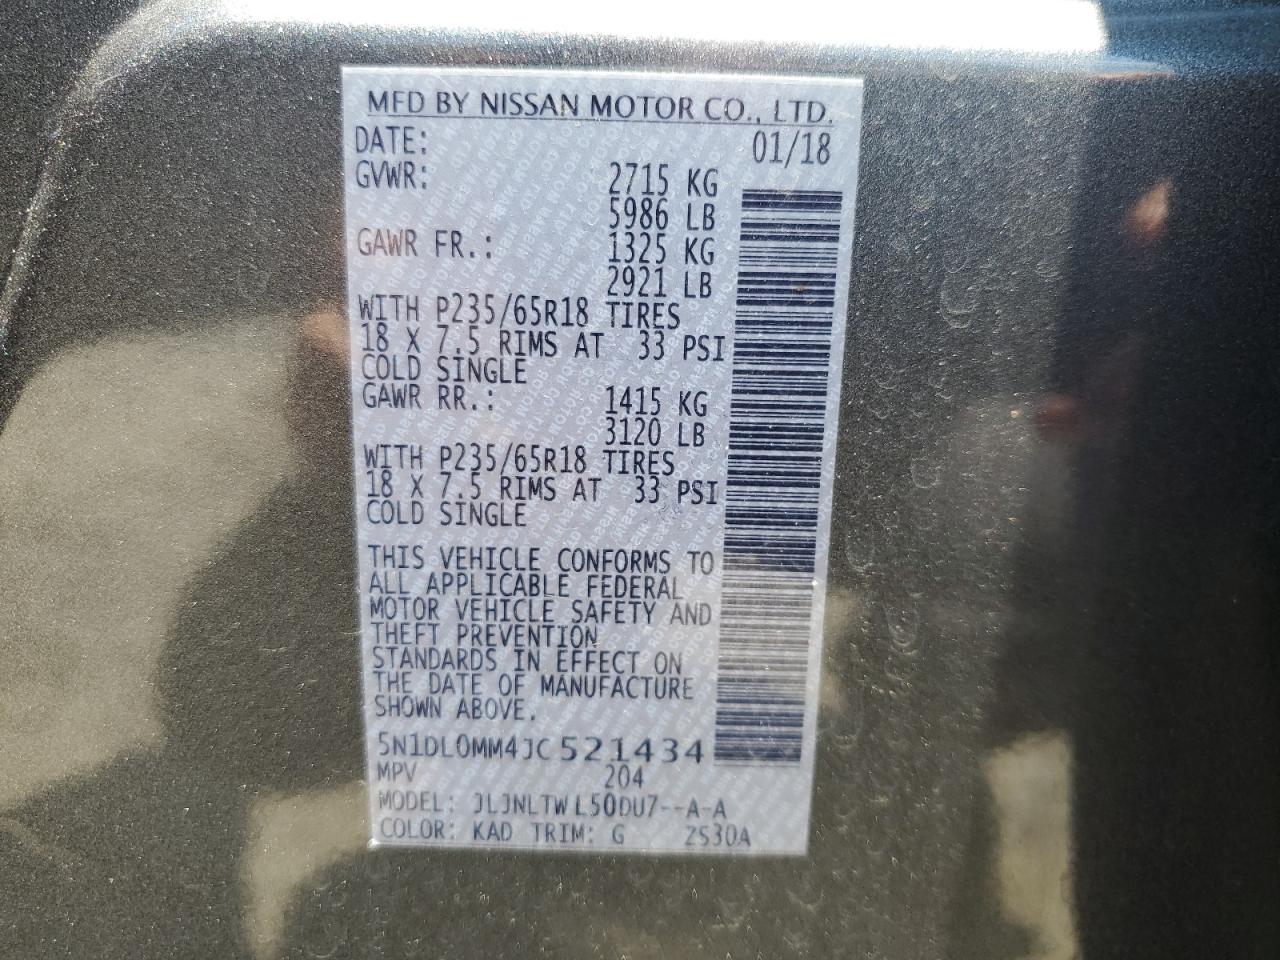 MFD BY NISSAN MOTOR CO., LTD.
DATE: 01/18
GVWR: 2715 KG
5986 LB
GAWR FR.: 1325 KG
2921 LB
WITH P235/65R18 TIRES
18 X 7.5 RIMS AT 33 PSI
COLD SINGLE
GAWR RR.: 1415 KG
3120 LB
WITH P235/65R18 TIRES
18 X 7.5 RIMS AT 33 PSI
COLD SINGLE
THIS VEHICLE CONFORMS TO
ALL APPLICABLE FEDERAL
MOTOR VEHICLE SAFETY AND
THEFT PREVENTION
STANDARDS IN EFFECT ON
THE DATE OF MANUFACTURE
SHOWN ABOVE.
5N1DL0MM4JC521434
MPV 204
MODEL: JLJNLTWL50DU7--A-A
COLOR: KAD TRIM: G 2S30A